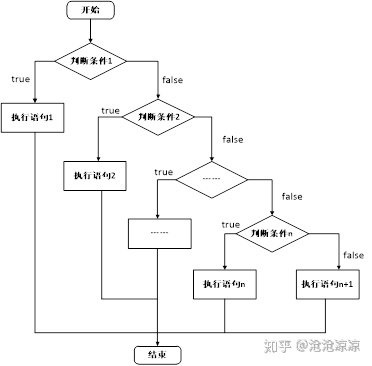 开始
判断条件1
true
false
执行语句1
判断条件2
true
false
执行语句2
······
true
false
······
判断条件n
true
false
执行语句n
执行语句n+1
结束
知乎 @沧沧凉凉